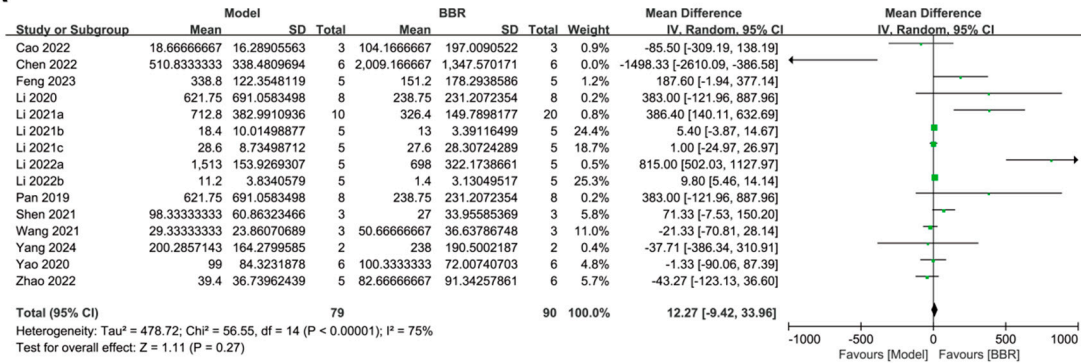 Model BBR Mean Difference Mean Difference
Study or Subgroup Mean SD Total Mean SD Total Weight IV, Random, 95% CI IV, Random, 95% CI
Cao 2022 18.66666667 16.28905563 3 104.1666667 197.0090522 3 0.9% -85.50 [-309.19, 138.19]
Chen 2022 510.8333333 338.4809694 6 2,009.166667 1,347.570171 6 0.0% -1498.33 [-2610.09, -386.58]
Feng 2023 338.8 122.3548119 5 151.2 178.2938586 5 1.2% 187.60 [-1.94, 377.14]
Li 2020 621.75 691.0583498 8 238.75 231.2072354 8 0.2% 383.00 [-121.96, 887.96]
Li 2021a 712.8 382.9910936 10 326.4 149.7898177 20 0.8% 386.40 [140.11, 632.69]
Li 2021b 18.4 10.01498877 5 13 3.39116499 5 24.4% 5.40 [-3.87, 14.67]
Li 2021c 28.6 8.73498712 5 27.6 28.30724289 5 18.7% 1.00 [-24.97, 26.97]
Li 2022a 1,513 153.9269307 5 698 322.1738661 5 0.5% 815.00 [502.03, 1127.97]
Li 2022b 11.2 3.8340579 5 1.4 3.13049517 5 25.3% 9.80 [5.46, 14.14]
Pan 2019 621.75 691.0583498 8 238.75 231.2072354 8 0.2% 383.00 [-121.96, 887.96]
Shen 2021 98.33333333 60.86323466 3 27 33.95585369 3 5.8% 71.33 [-7.53, 150.20]
Wang 2021 29.33333333 23.86070689 3 50.66666667 36.63786748 3 11.0% -21.33 [-70.81, 28.14]
Yang 2024 200.2857143 164.2799585 2 238 190.5002187 2 0.4% -37.71 [-386.34, 310.91]
Yao 2020 99 84.3231878 6 100.3333333 72.00740703 6 4.8% -1.33 [-90.06, 87.39]
Zhao 2022 39.4 36.73962439 5 82.66666667 91.34257861 6 5.7% -43.27 [-123.13, 36.60]
Total (95% CI) 79 90 100.0% 12.27 [-9.42, 33.96]
Heterogeneity: Tau² = 478.72; Chi² = 56.55, df = 14 (P < 0.00001); I² = 75%
Test for overall effect: Z = 1.11 (P = 0.27)
-1000 -500 0 500 1000
Favours [Model] Favours [BBR]